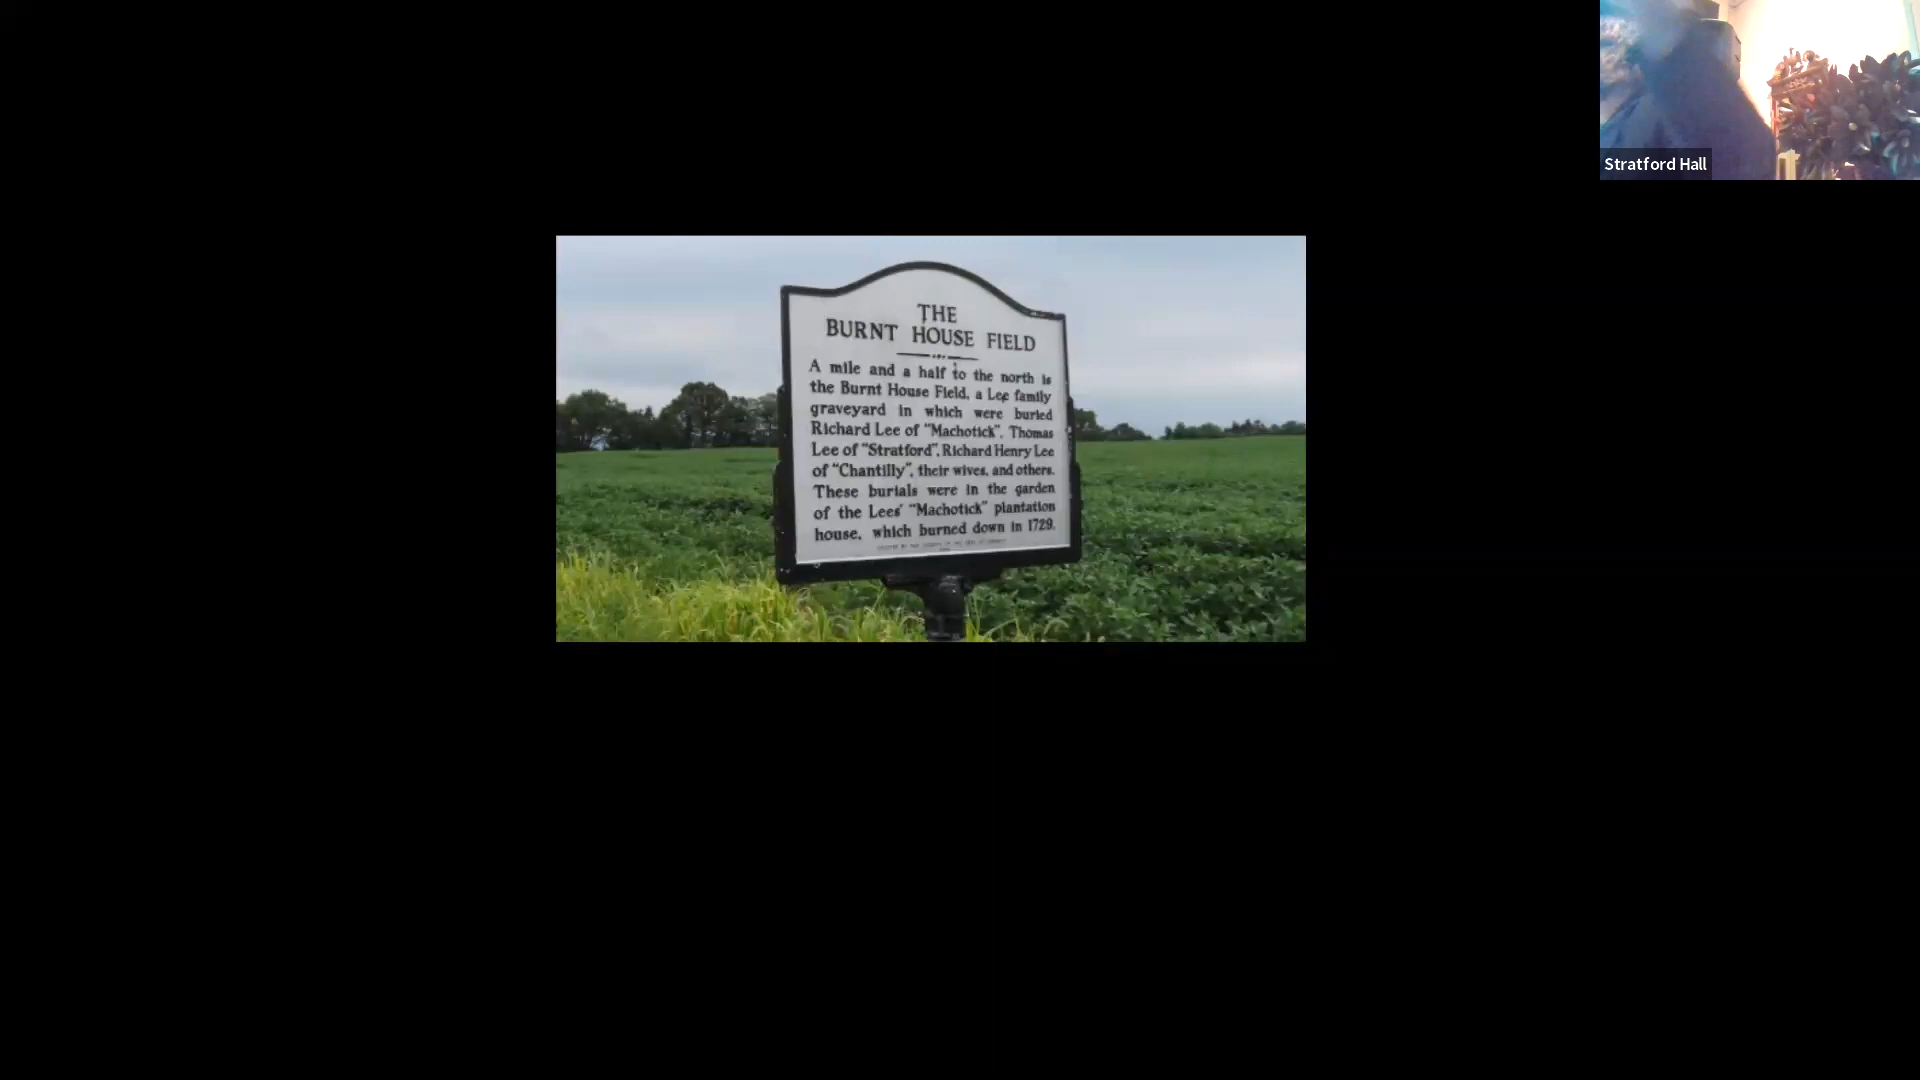 THE
BURNT HOUSE FIELD
A mile and a half to the north is
the Burnt House Field, a Lee family
graveyard in which were buried
Richard Lee of "Machotick", Thomas
Lee of "Stratford", Richard Henry Lee
of "Chantilly", their wives, and others.
These burials were in the garden
of the Lees' "Machotick" plantation
house, which burned down in 1729.
Stratford Hall